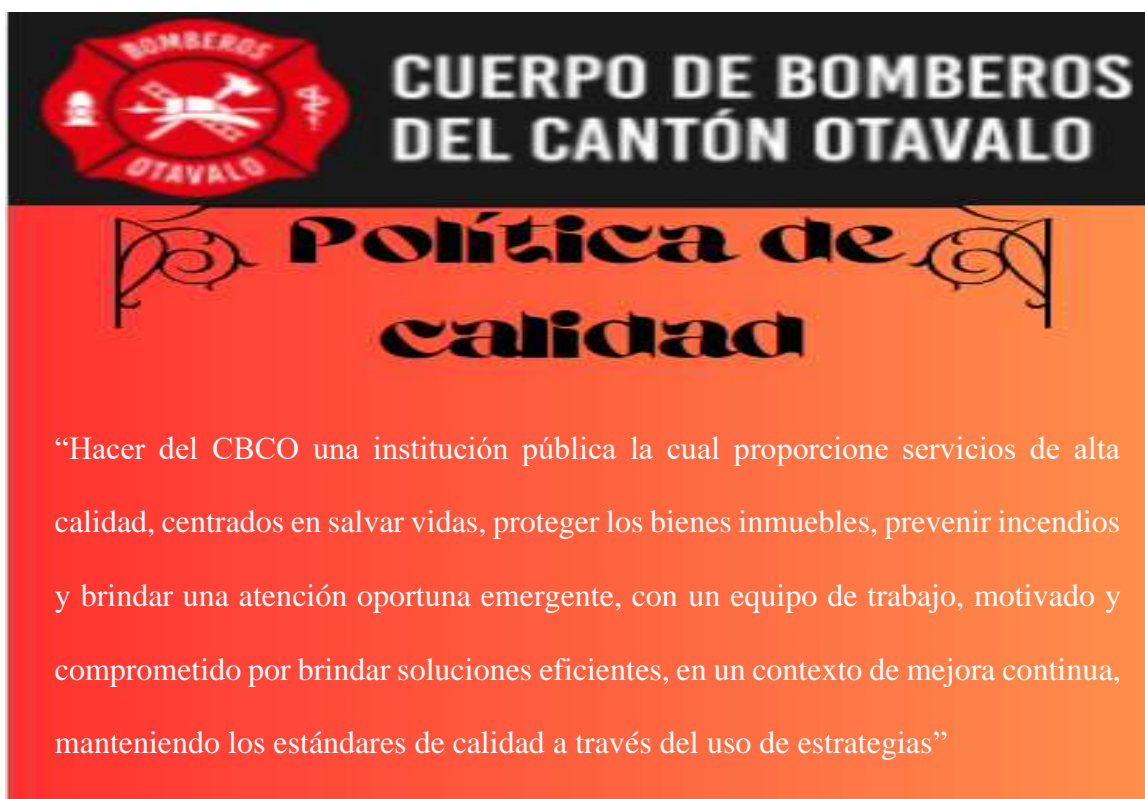 BOMBEROS
OTAVALO
CUERPO DE BOMBEROS
DEL CANTÓN OTAVALO
Política de
calidad
“Hacer del CBCO una institución pública la cual proporcione servicios de alta
calidad, centrados en salvar vidas, proteger los bienes inmuebles, prevenir incendios
y brindar una atención oportuna emergente, con un equipo de trabajo, motivado y
comprometido por brindar soluciones eficientes, en un contexto de mejora continua,
manteniendo los estándares de calidad a través del uso de estrategias”